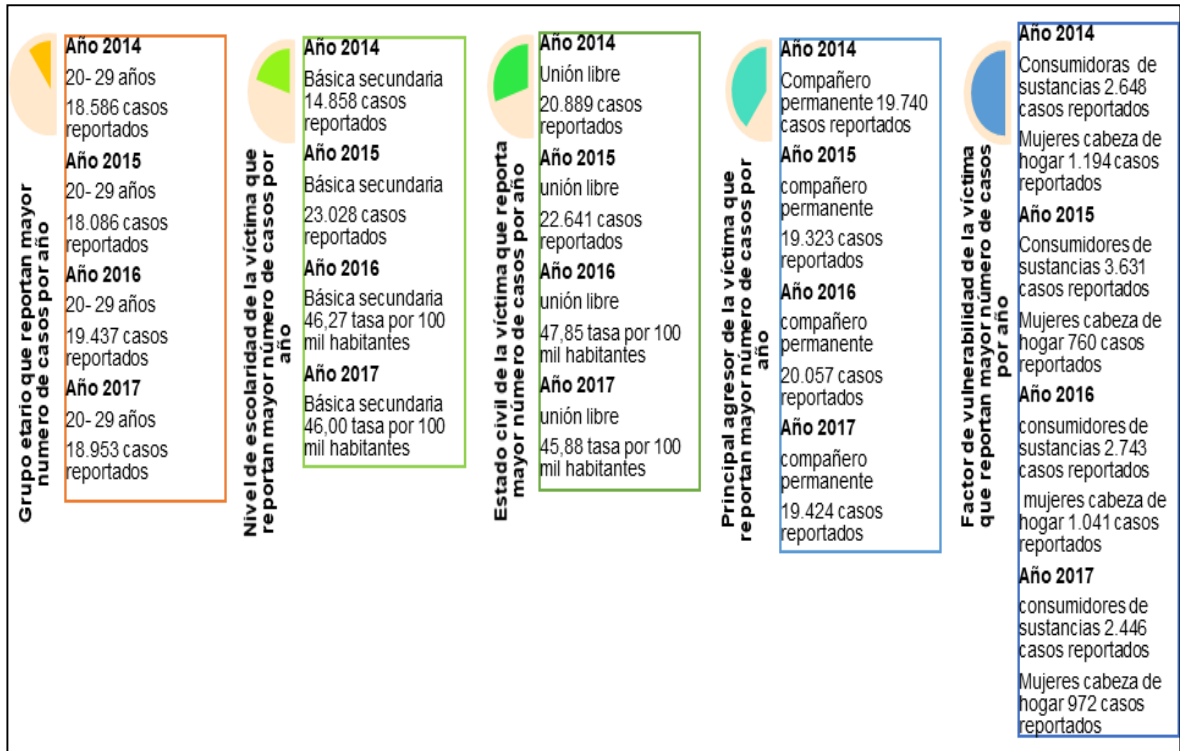 Grupo etario que reportan mayor
numero de casos por año
Año 2014
20- 29 años
18.586 casos
reportados
Año 2015
20- 29 años
18.086 casos
reportados
Año 2016
20- 29 años
19.437 casos
reportados
Año 2017
20- 29 años
18.953 casos
reportados
Nivel de escolaridad de la víctima que
reportan mayor número de casos por
año
Año 2014
Básica secundaria
14.858 casos
reportados
Año 2015
Básica secundaria
23.028 casos
reportados
Año 2016
Básica secundaria
46,27 tasa por 100
mil habitantes
Año 2017
Básica secundaria
46,00 tasa por 100
mil habitantes
Estado civil de la víctima que reporta
mayor número de casos por año
Año 2014
Unión libre
20.889 casos
reportados
Año 2015
unión libre
22.641 casos
reportados
Año 2016
unión libre
47,85 tasa por 100
mil habitantes
Año 2017
unión libre
45,88 tasa por 100
mil habitantes
Principal agresor de la víctima que
reportan mayor número de casos por
año
Año 2014
Compañero
permanente 19.740
casos reportados
Año 2015
compañero
permanente
19.323 casos
reportados
Año 2016
compañero
permanente
20.057 casos
reportados
Año 2017
compañero
permanente
19.424 casos
reportados
Factor de vulnerabilidad de la víctima
que reportan mayor número de casos
por año
Año 2014
Consumidoras de
sustancias 2.648
casos reportados
Mujeres cabeza de
hogar 1.194 casos
reportados
Año 2015
Consumidores de
sustancias 3.631
casos reportados
Mujeres cabeza de
hogar 760 casos
reportados
Año 2016
consumidores de
sustancias 2.743
casos reportados
mujeres cabeza de
hogar 1.041 casos
reportados
Año 2017
consumidores de
sustancias 2.446
casos reportados
Mujeres cabeza de
hogar 972 casos
reportados